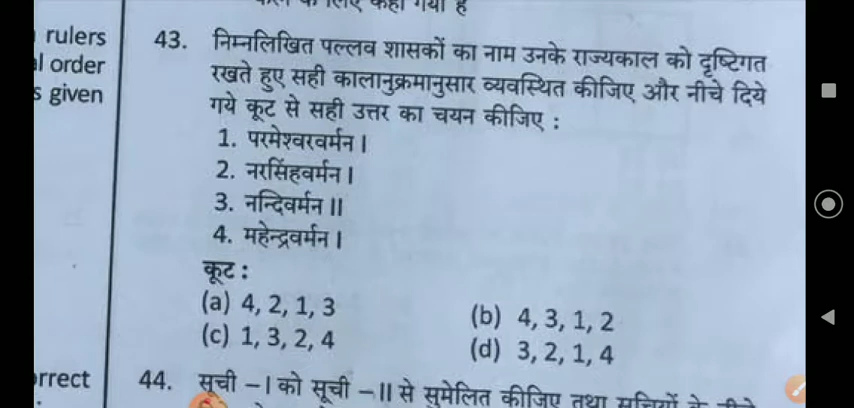 के लिए कहा गया है
rulers
l order
s given
43. निम्नलिखित पल्लव शासकों का नाम उनके राज्यकाल को दृष्टिगत
रखते हुए सही कालानुक्रमानुसार व्यवस्थित कीजिए और नीचे दिये
गये कूट से सही उत्तर का चयन कीजिए :
1. परमेश्वरवर्मन I
2. नरसिंहवर्मन I
3. नन्दिवर्मन II
4. महेन्द्रवर्मन I
कूट :
(a) 4, 2, 1, 3
(b) 4, 3, 1, 2
(c) 1, 3, 2, 4
(d) 3, 2, 1, 4
rrect
44. सूची –I को सूची –II से सुमेलित कीजिए तथा सूचियों के नीचे